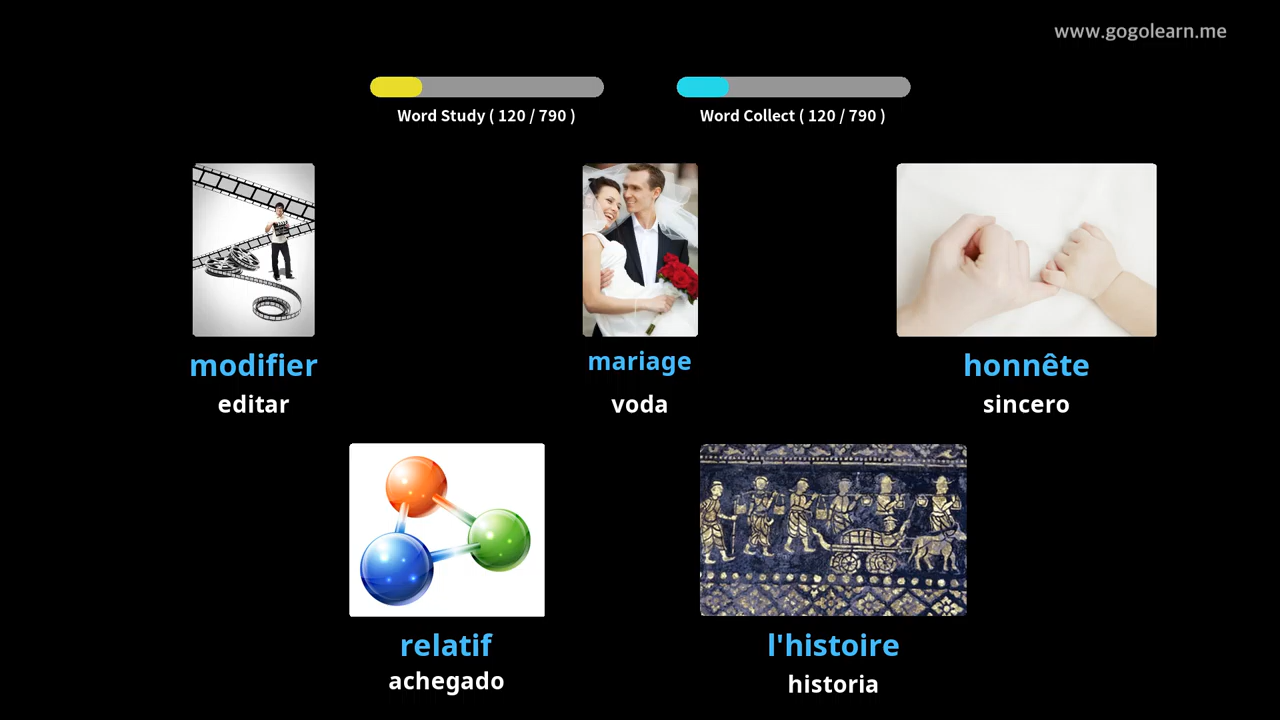 www.gogolearn.me
Word Study ( 120 / 790 )
Word Collect ( 120 / 790 )
modifier
editar
mariage
voda
honnête
sincero
relatif
achegado
l'histoire
historia